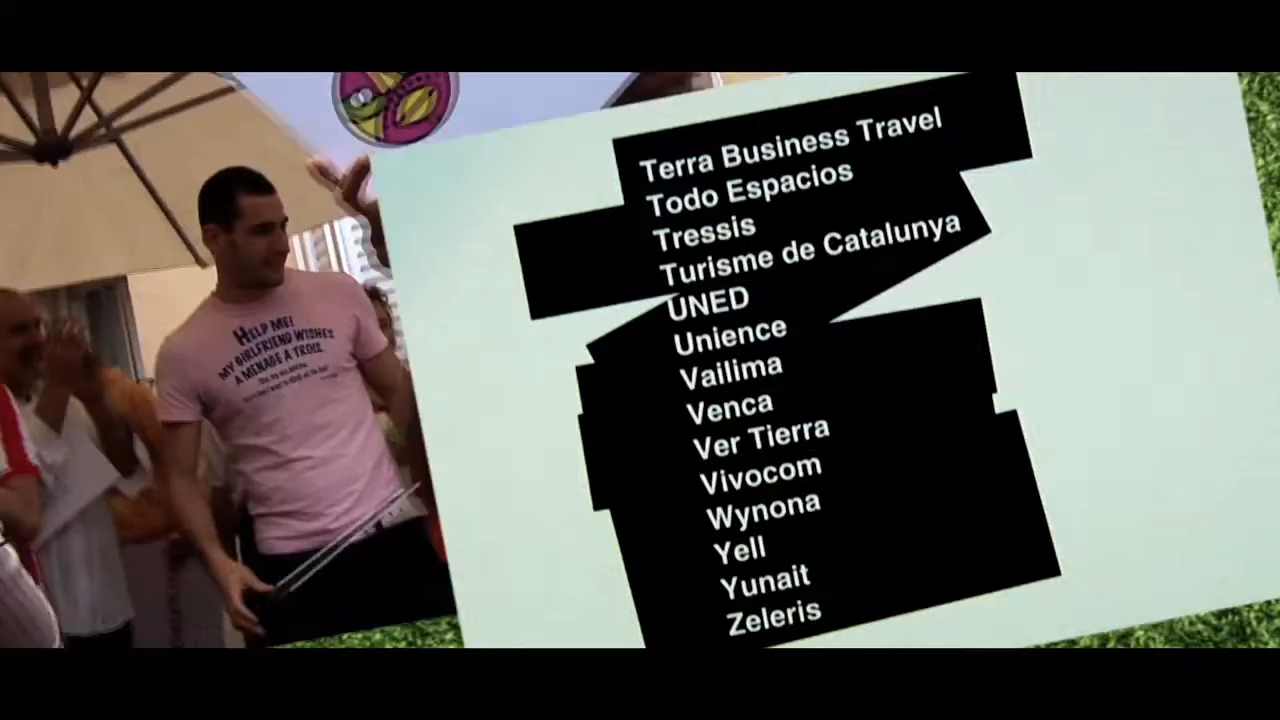 HELP ME!
MY GIRLFRIEND WISHES
A MENAGE A TROIS.
Terra Business Travel
Todo Espacios
Tressis
Turisme de Catalunya
UNED
Unience
Vailima
Venca
Ver Tierra
Vivocom
Wynona
Yell
Yunait
Zeleris